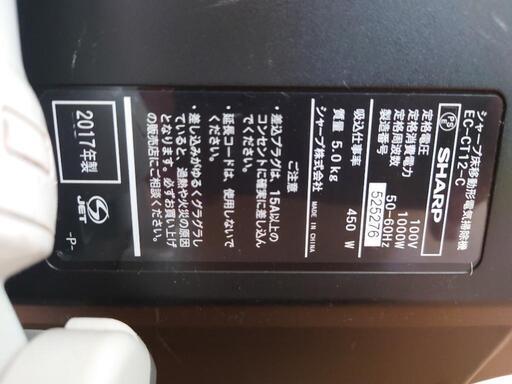 シャープ床移動形電気掃除機
EC-CT12-C
PS E
SHARP
定格電圧 100V
定格消費電力 1000W
定格周波数 50-60Hz
製造番号 525276
吸込仕事率 450 W
質量 5.0kg
シャープ株式会社 MADE IN CHINA
ご注意
・差込プラグは、15A以上の
コンセントに確実に差し込ん
でください。
・延長コードは、使用しないで
ください。
・差し込みがゆるくグラグラし
ていると、過熱や火災の原因
となります。必ずお買い上げ
の販売店にご相談ください。
2017年製
JET
-P-